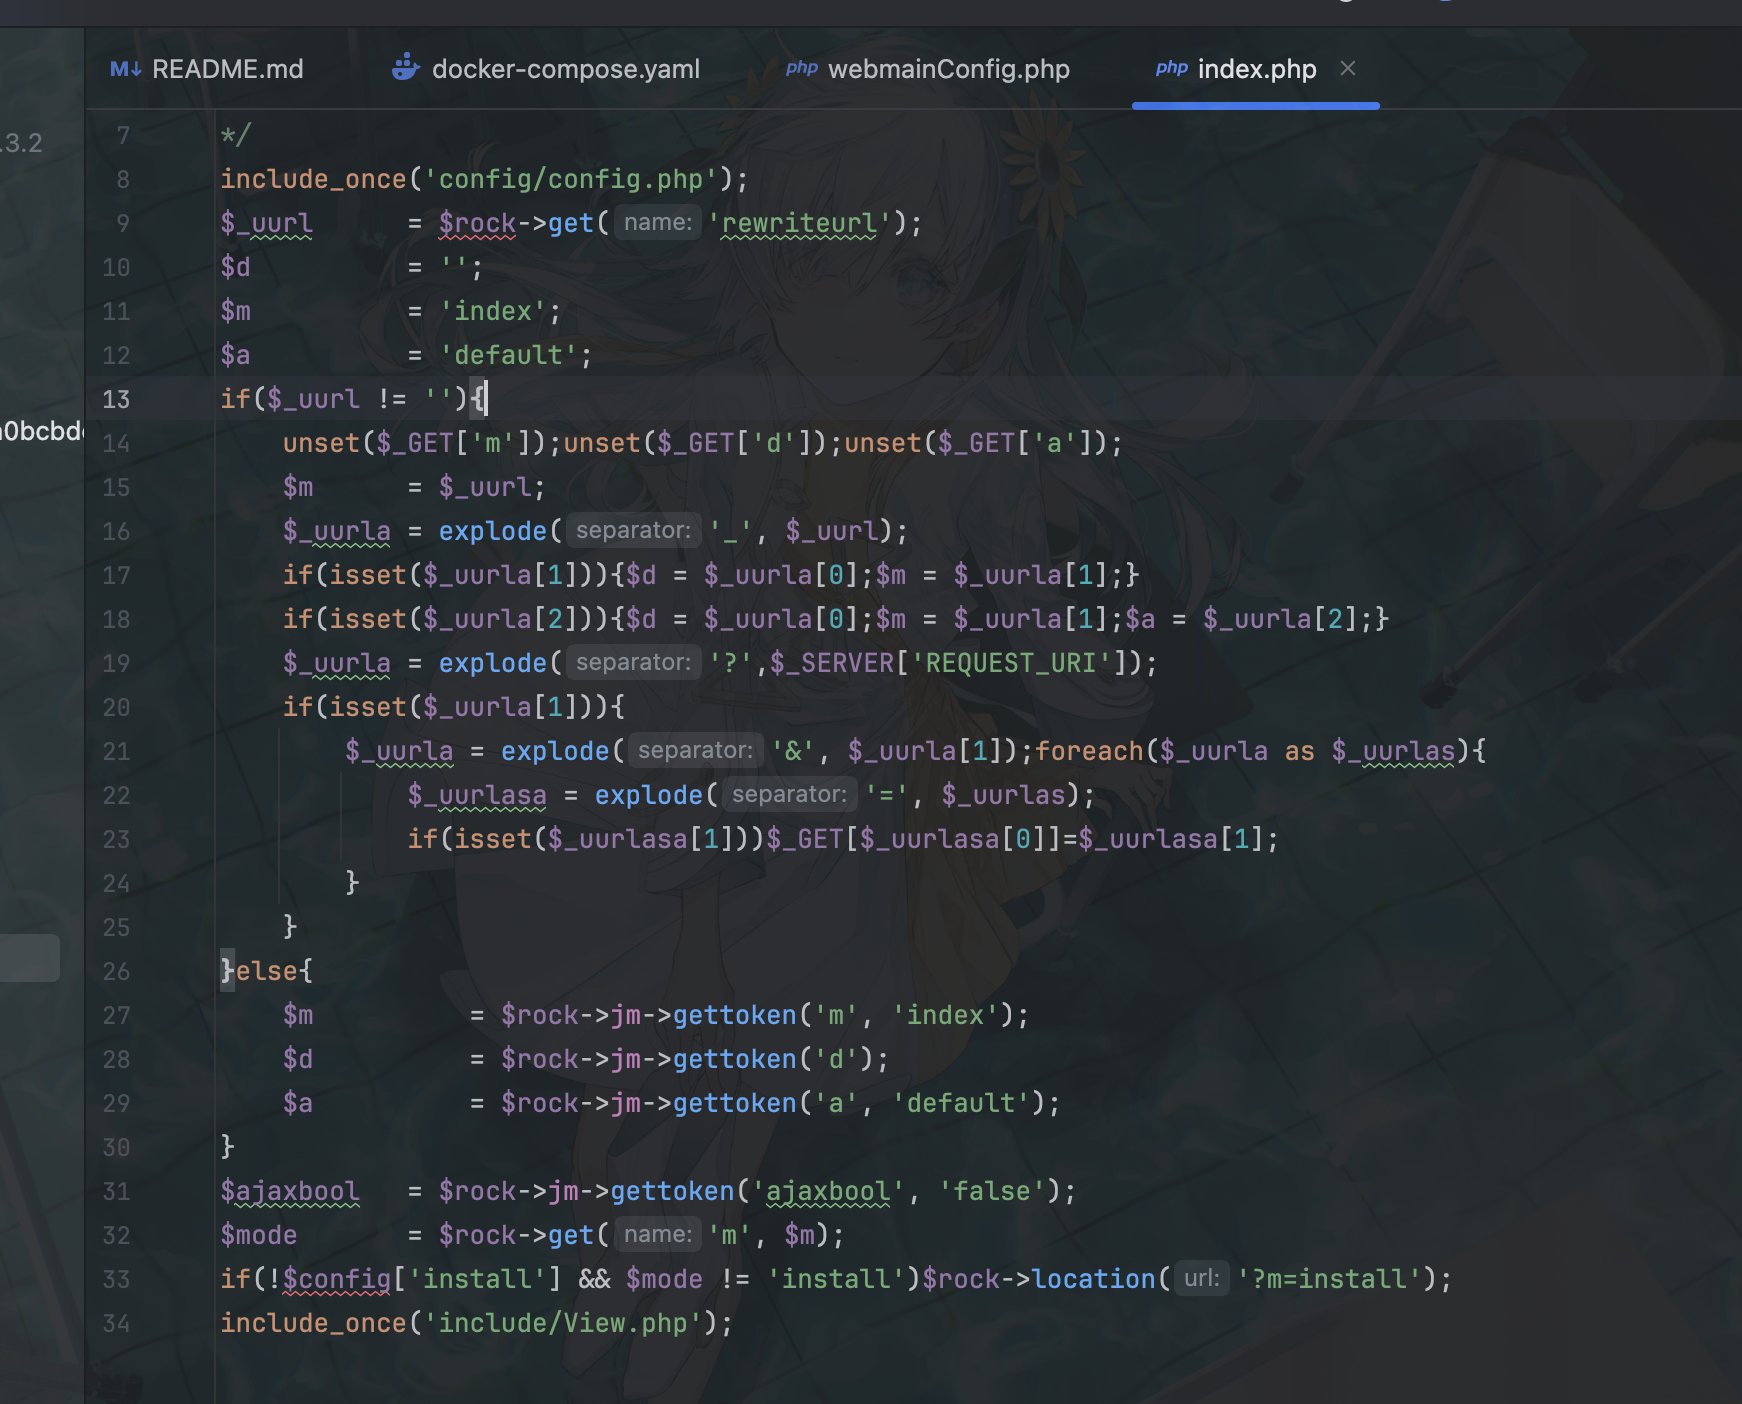 README.md docker-compose.yaml php webmainConfig.php php index.php
.3.2
7 */
8 include_once('config/config.php');
9 $_uurl = $rock->get( name: 'rewriteurl');
10 $d = '';
11 $m = 'index';
12 $a = 'default';
13 if($_uurl != ''){
14 unset($_GET['m']);unset($_GET['d']);unset($_GET['a']);
15 $m = $_uurl;
16 $_uurla = explode( separator: '_', $_uurl);
17 if(isset($_uurla[1])){$d = $_uurla[0];$m = $_uurla[1];}
18 if(isset($_uurla[2])){$d = $_uurla[0];$m = $_uurla[1];$a = $_uurla[2];}
19 $_uurla = explode( separator: '?',$_SERVER['REQUEST_URI']);
20 if(isset($_uurla[1])){
21 $_uurla = explode( separator: '&', $_uurla[1]);foreach($_uurla as $_uurlas){
22 $_uurlasa = explode( separator: '=', $_uurlas);
23 if(isset($_uurlasa[1]))$_GET[$_uurlasa[0]]=$_uurlasa[1];
24 }
25 }
26 }else{
27 $m = $rock->jm->gettoken('m', 'index');
28 $d = $rock->jm->gettoken('d');
29 $a = $rock->jm->gettoken('a', 'default');
30 }
31 $ajaxbool = $rock->jm->gettoken('ajaxbool', 'false');
32 $mode = $rock->get( name: 'm', $m);
33 if(!$config['install'] && $mode != 'install')$rock->location( url: '?m=install');
34 include_once('include/View.php');